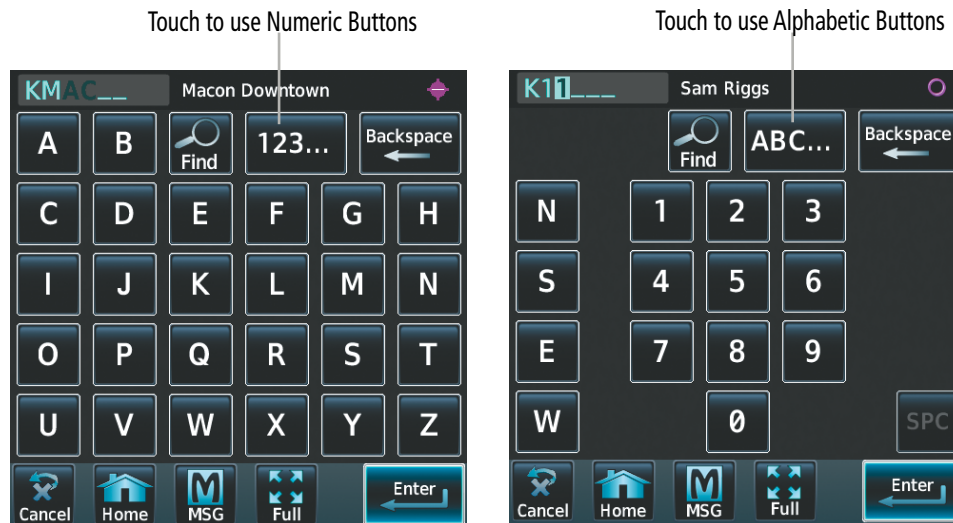 Touch to use Numeric Buttons
KMAC__ Macon Downtown
A B Find 123... Backspace
C D E F G H
I J K L M N
O P Q R S T
U V W X Y Z
Cancel Home MSG Full Enter
Touch to use Alphabetic Buttons
K11___ Sam Riggs
Find ABC... Backspace
N 1 2 3
S 4 5 6
E 7 8 9
W 0 SPC
Cancel Home MSG Full Enter